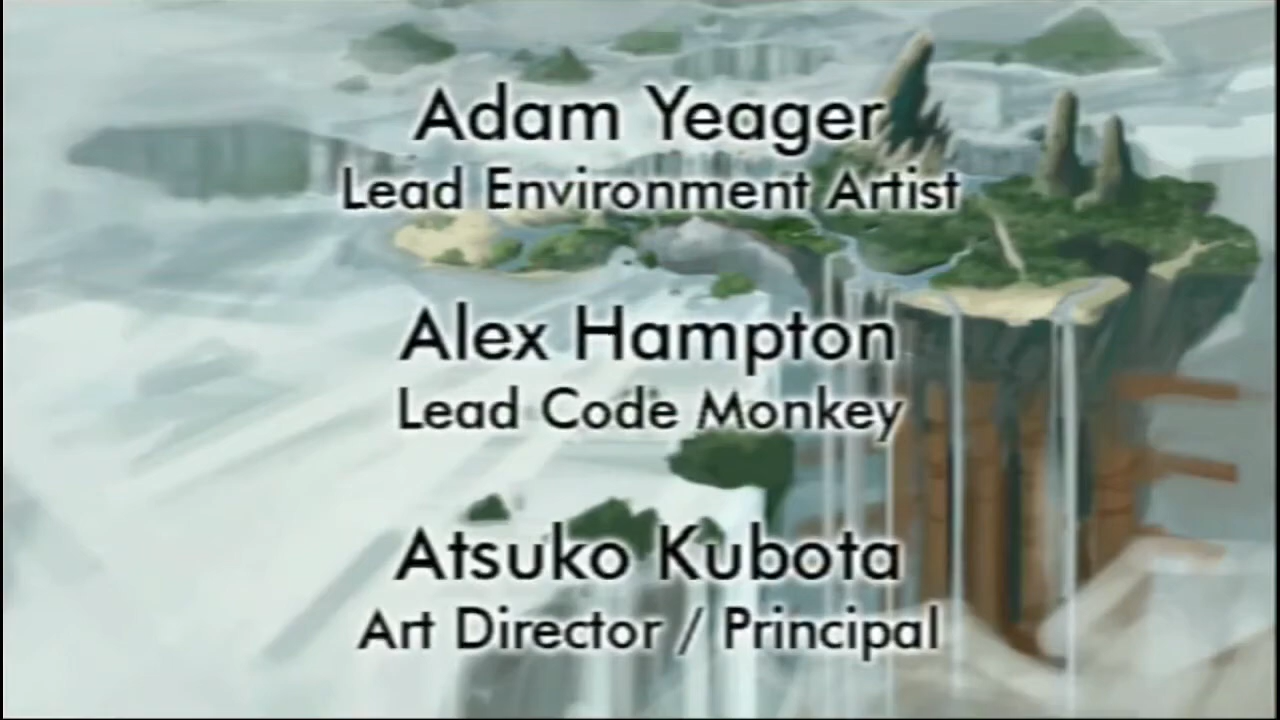 Adam Yeager
Lead Environment Artist
Alex Hampton
Lead Code Monkey
Atsuko Kubota
Art Director / Principal